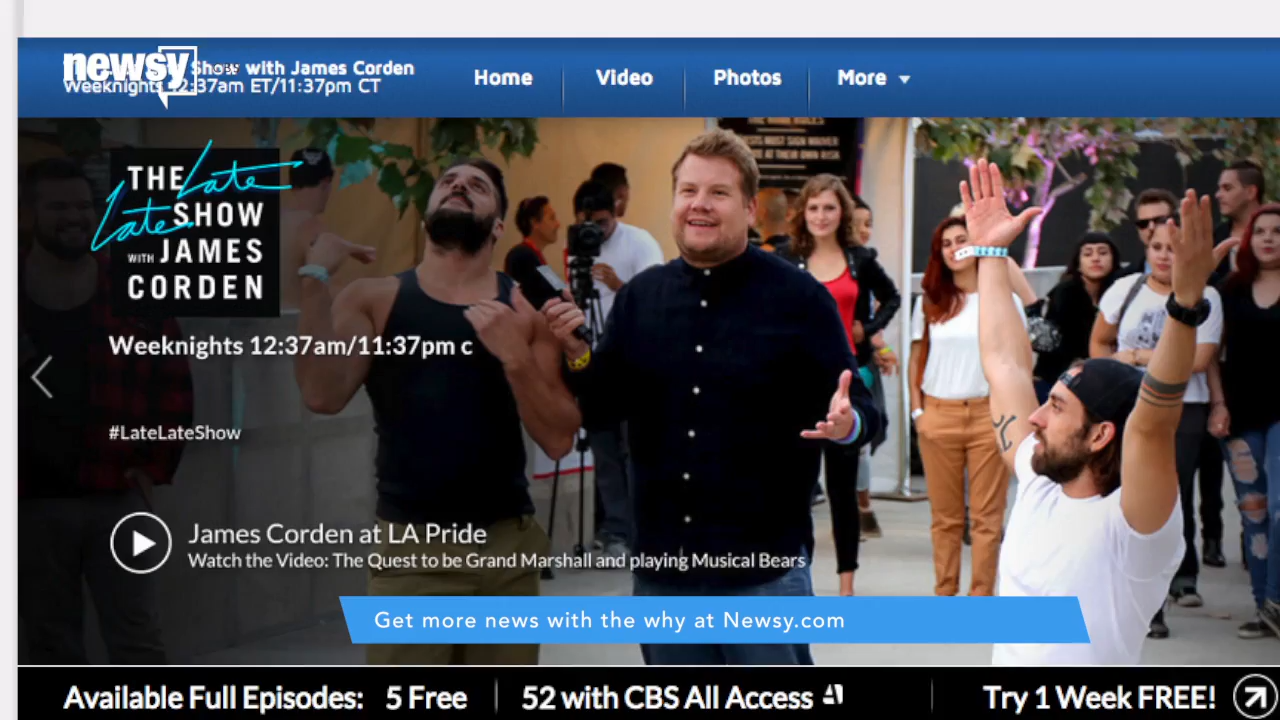 newsy
Show with James Corden
Weeknights 12:37am ET/11:37pm CT
Home
Video
Photos
More
THE Late
Late SHOW
WITH JAMES
CORDEN
Weeknights 12:37am/11:37pm c
#LateLateShow
James Corden at LA Pride
Watch the Video: The Quest to be Grand Marshall and playing Musical Bears
Get more news with the why at Newsy.com
Available Full Episodes: 5 Free
52 with CBS All Access
Try 1 Week FREE!